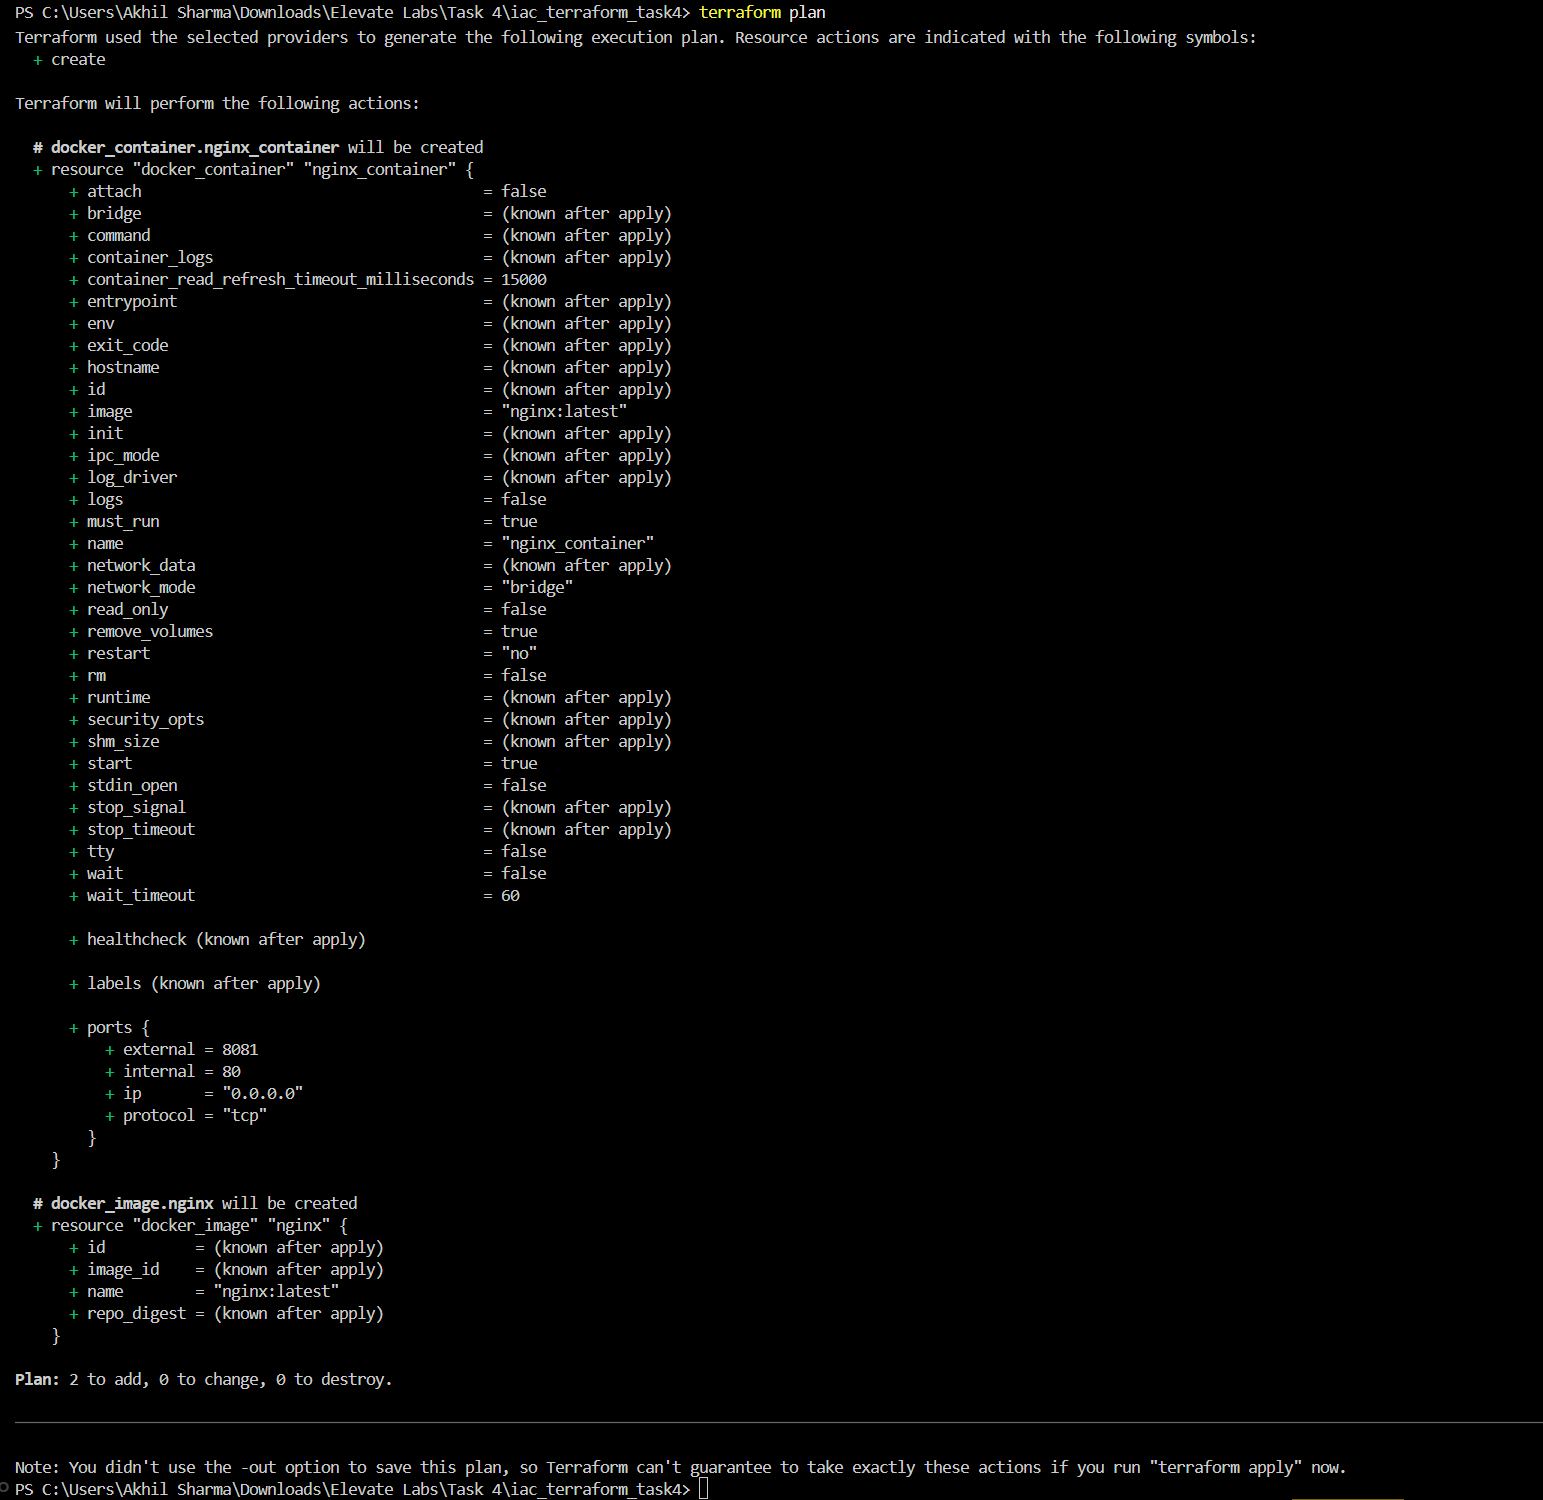 PS C:\Users\Akhil Sharma\Downloads\Elevate Labs\Task 4\iac_terraform_task4> terraform plan
Terraform used the selected providers to generate the following execution plan. Resource actions are indicated with the following symbols:
  + create

Terraform will perform the following actions:

  # docker_container.nginx_container will be created
  + resource "docker_container" "nginx_container" {
      + attach                                      = false
      + bridge                                      = (known after apply)
      + command                                     = (known after apply)
      + container_logs                              = (known after apply)
      + container_read_refresh_timeout_milliseconds = 15000
      + entrypoint                                  = (known after apply)
      + env                                         = (known after apply)
      + exit_code                                   = (known after apply)
      + hostname                                    = (known after apply)
      + id                                          = (known after apply)
      + image                                       = "nginx:latest"
      + init                                        = (known after apply)
      + ipc_mode                                    = (known after apply)
      + log_driver                                  = (known after apply)
      + logs                                        = false
      + must_run                                    = true
      + name                                        = "nginx_container"
      + network_data                                = (known after apply)
      + network_mode                                = "bridge"
      + read_only                                   = false
      + remove_volumes                              = true
      + restart                                     = "no"
      + rm                                          = false
      + runtime                                     = (known after apply)
      + security_opts                               = (known after apply)
      + shm_size                                    = (known after apply)
      + start                                       = true
      + stdin_open                                  = false
      + stop_signal                                 = (known after apply)
      + stop_timeout                                = (known after apply)
      + tty                                         = false
      + wait                                        = false
      + wait_timeout                                = 60

      + healthcheck (known after apply)

      + labels (known after apply)

      + ports {
          + external = 8081
          + internal = 80
          + ip       = "0.0.0.0"
          + protocol = "tcp"
        }
    }

  # docker_image.nginx will be created
  + resource "docker_image" "nginx" {
      + id          = (known after apply)
      + image_id    = (known after apply)
      + name        = "nginx:latest"
      + repo_digest = (known after apply)
    }

Plan: 2 to add, 0 to change, 0 to destroy.

Note: You didn't use the -out option to save this plan, so Terraform can't guarantee to take exactly these actions if you run "terraform apply" now.
PS C:\Users\Akhil Sharma\Downloads\Elevate Labs\Task 4\iac_terraform_task4>